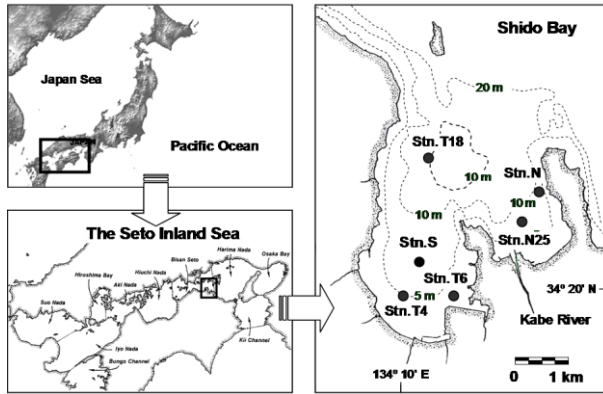 Japan Sea
JAPAN
Pacific Ocean
The Seto Inland Sea
Bisan Seto
Harima Nada
Osaka Bay
Hiuchi Nada
Hiroshima Bay
Aki Nada
Suo Nada
Iyo Nada
Bungo Channel
Kii Channel
Shido Bay
20 m
Stn. T18
Stn.N
10 m
10 m
10 m
Stn.N25
Stn.S
Stn.T6
34° 20' N
5 m
Stn.T4
Kabe River
134° 10' E
0 1 km